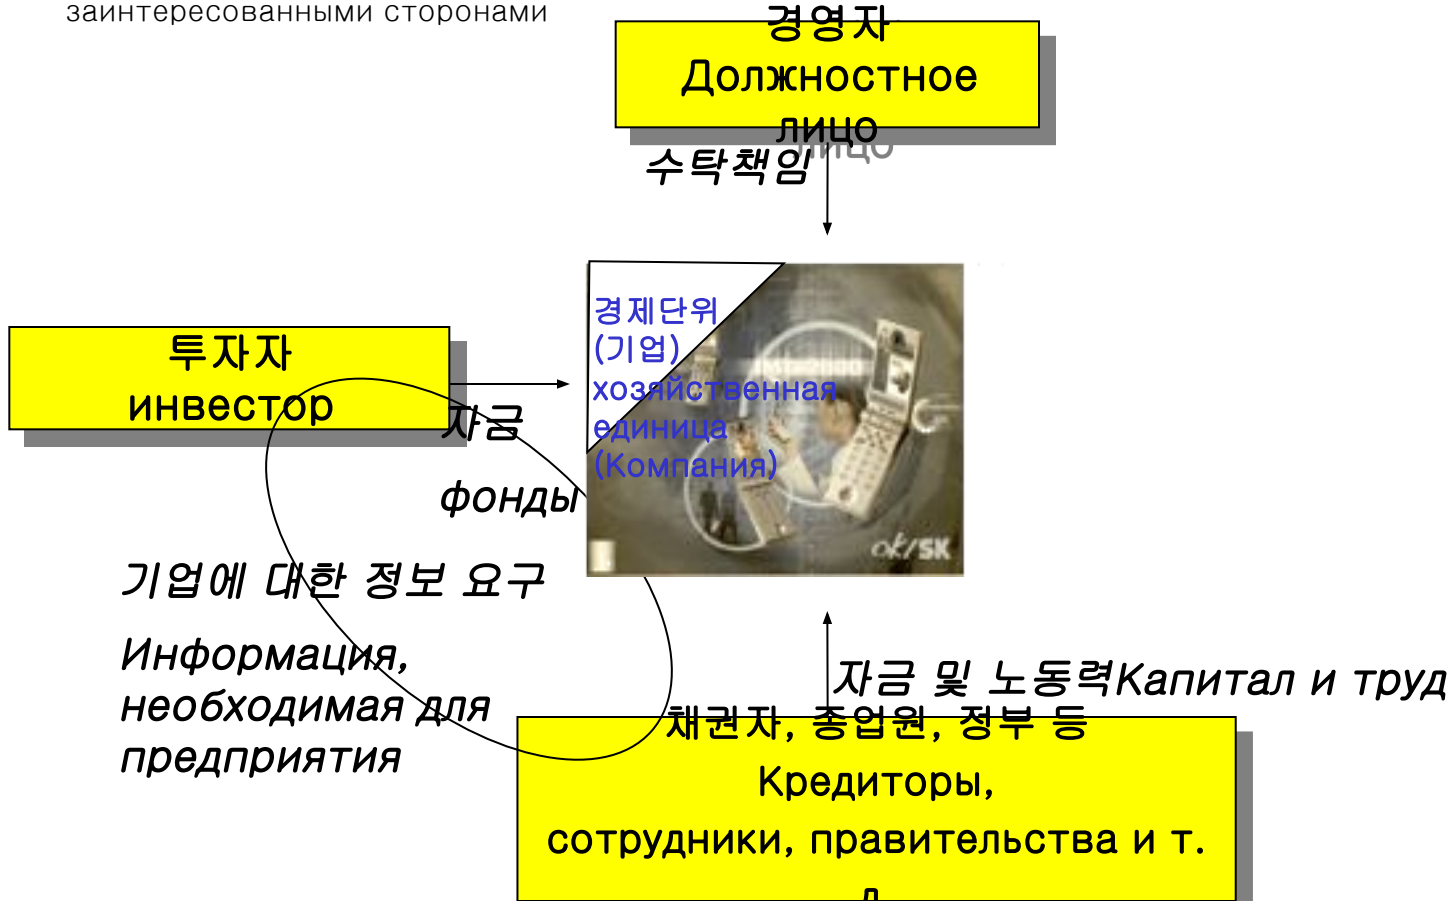 заинтересованными сторонами
경영자
Должностное
лицо
수탁책임
경제단위
(기업)
хозяйственная
единица
(Компания)
투자자
инвестор
자금
фонды
ok!SK
기업에 대한 정보 요구
Информация,
необходимая для
предприятия
자금 및 노동력Капитал и труд
채권자, 종업원, 정부 등
Кредиторы,
сотрудники, правительства и т.
д